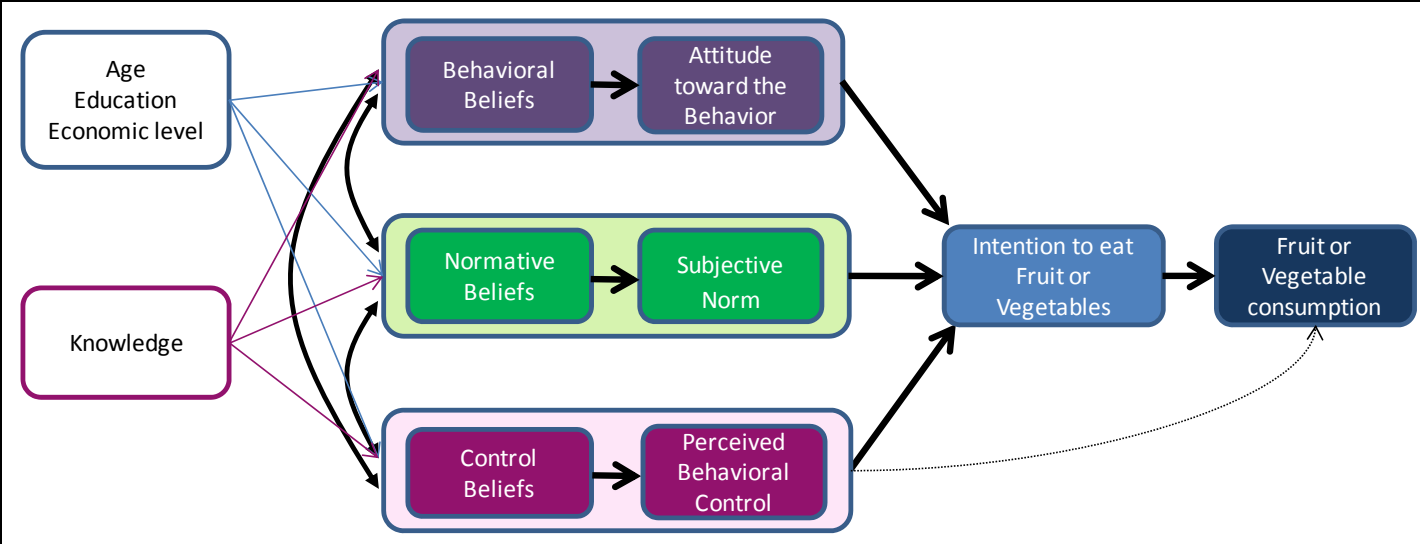 Age
Education
Economic level
Knowledge
Behavioral
Beliefs
Attitude
toward the
Behavior
Normative
Beliefs
Subjective
Norm
Control
Beliefs
Perceived
Behavioral
Control
Intention to eat
Fruit or
Vegetables
Fruit or
Vegetable
consumption